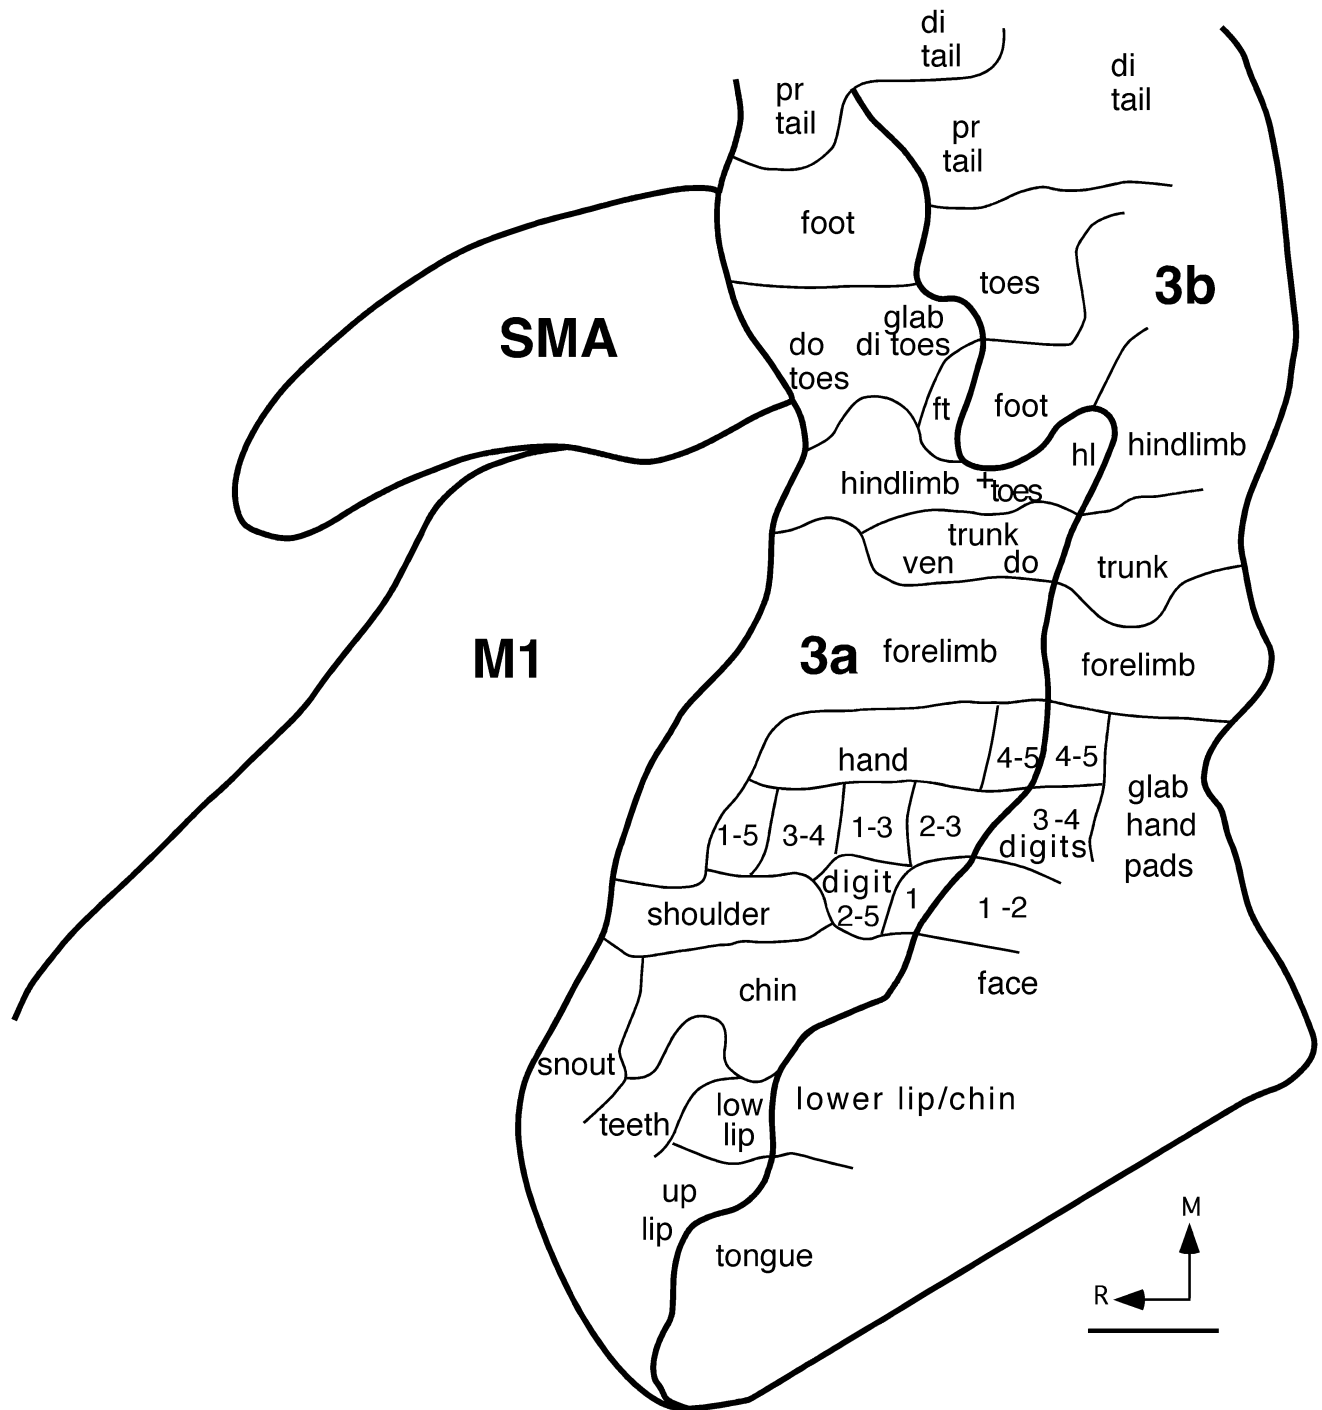 di
tail
pr
tail
di
tail
pr
tail
foot
toes
3b
SMA
glab
do di toes
toes
ft
foot
hl
hindlimb
hindlimb + toes
trunk
ven do
trunk
M1
3a forelimb
forelimb
hand
4-5
4-5
glab
hand
pads
1-5
3-4
1-3
2-3
3-4
digits
digit
2-5
1
1-2
shoulder
chin
face
snout
teeth
low
lip
lower lip/chin
up
lip
tongue
M
R